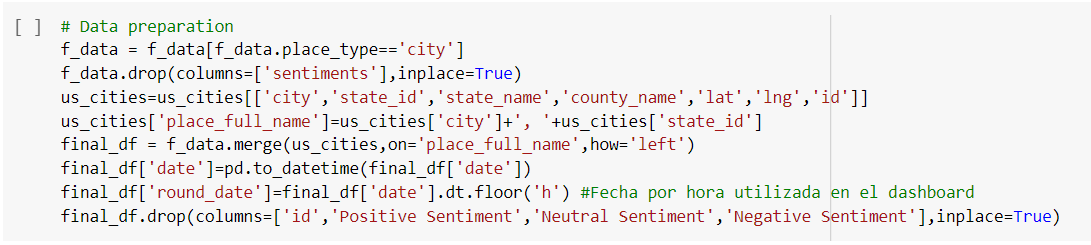 [ ] # Data preparation
f_data = f_data[f_data.place_type=='city']
f_data.drop(columns=['sentiments'],inplace=True)
us_cities=us_cities[['city','state_id','state_name','county_name','lat','lng','id']]
us_cities['place_full_name']=us_cities['city']+', '+us_cities['state_id']
final_df = f_data.merge(us_cities,on='place_full_name',how='left')
final_df['date']=pd.to_datetime(final_df['date'])
final_df['round_date']=final_df['date'].dt.floor('h') #Fecha por hora utilizada en el dashboard
final_df.drop(columns=['id','Positive Sentiment','Neutral Sentiment','Negative Sentiment'],inplace=True)